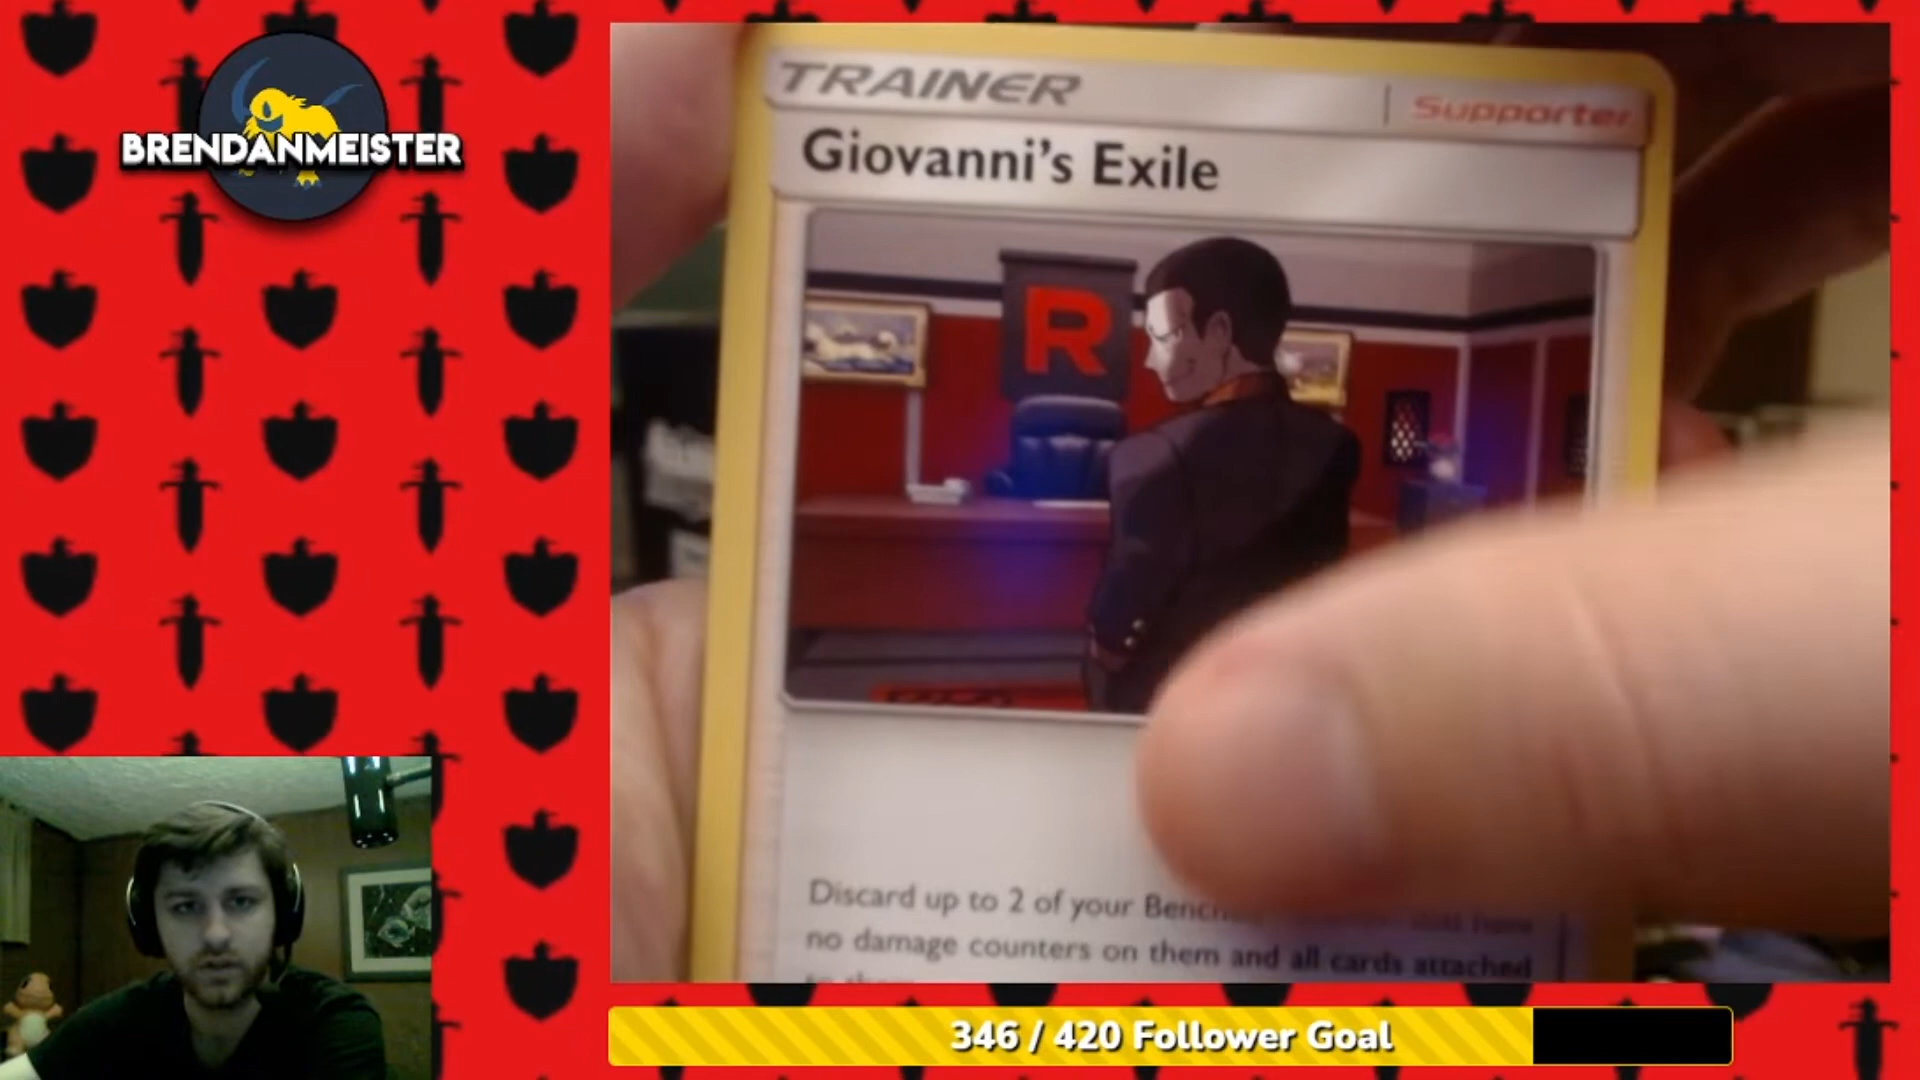 BRENDANMEISTER
TRAINER
Supporter
Giovanni's Exile
R
Discard up to 2 of your
no damage counters on them and all cards attached
346 / 420 Follower Goal